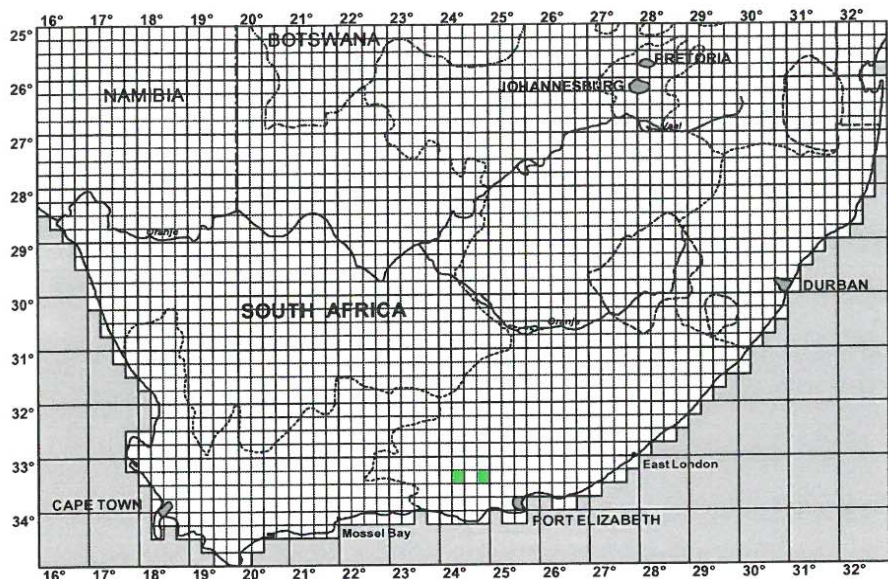 16° 17° 18° 19° 20° 21° 22° 23° 24° 25° 26° 27° 28° 29° 30° 31° 32°
25°
BOTSWANA
PRETORIA
JOHANNESBURG
26°
NAMIBIA
27°
Vaal
28°
Oranje
29°
DURBAN
30°
SOUTH AFRICA
Oranje
31°
32°
33°
East London
CAPE TOWN
34°
Mossel Bay
PORT ELIZABETH
16° 17° 18° 19° 20° 21° 22° 23° 24° 25° 26° 27° 28° 29° 30° 31° 32°